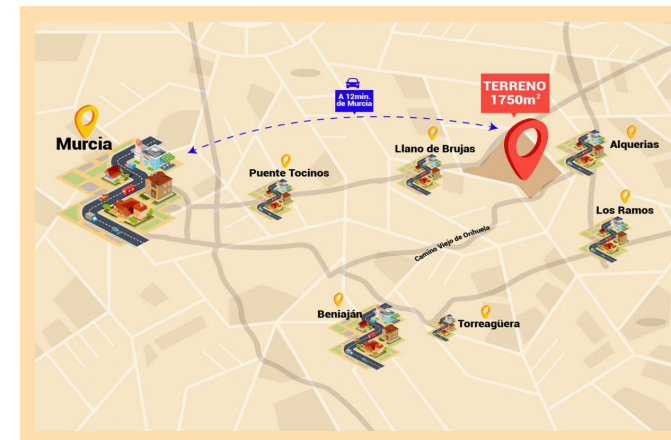 A 12min.
de Murcia
TERRENO
1750m²
Murcia
Llano de Brujas
Alquerias
Puente Tocinos
Los Ramos
Camino Viejo de Orihuela
Beniaján
Torreagüera